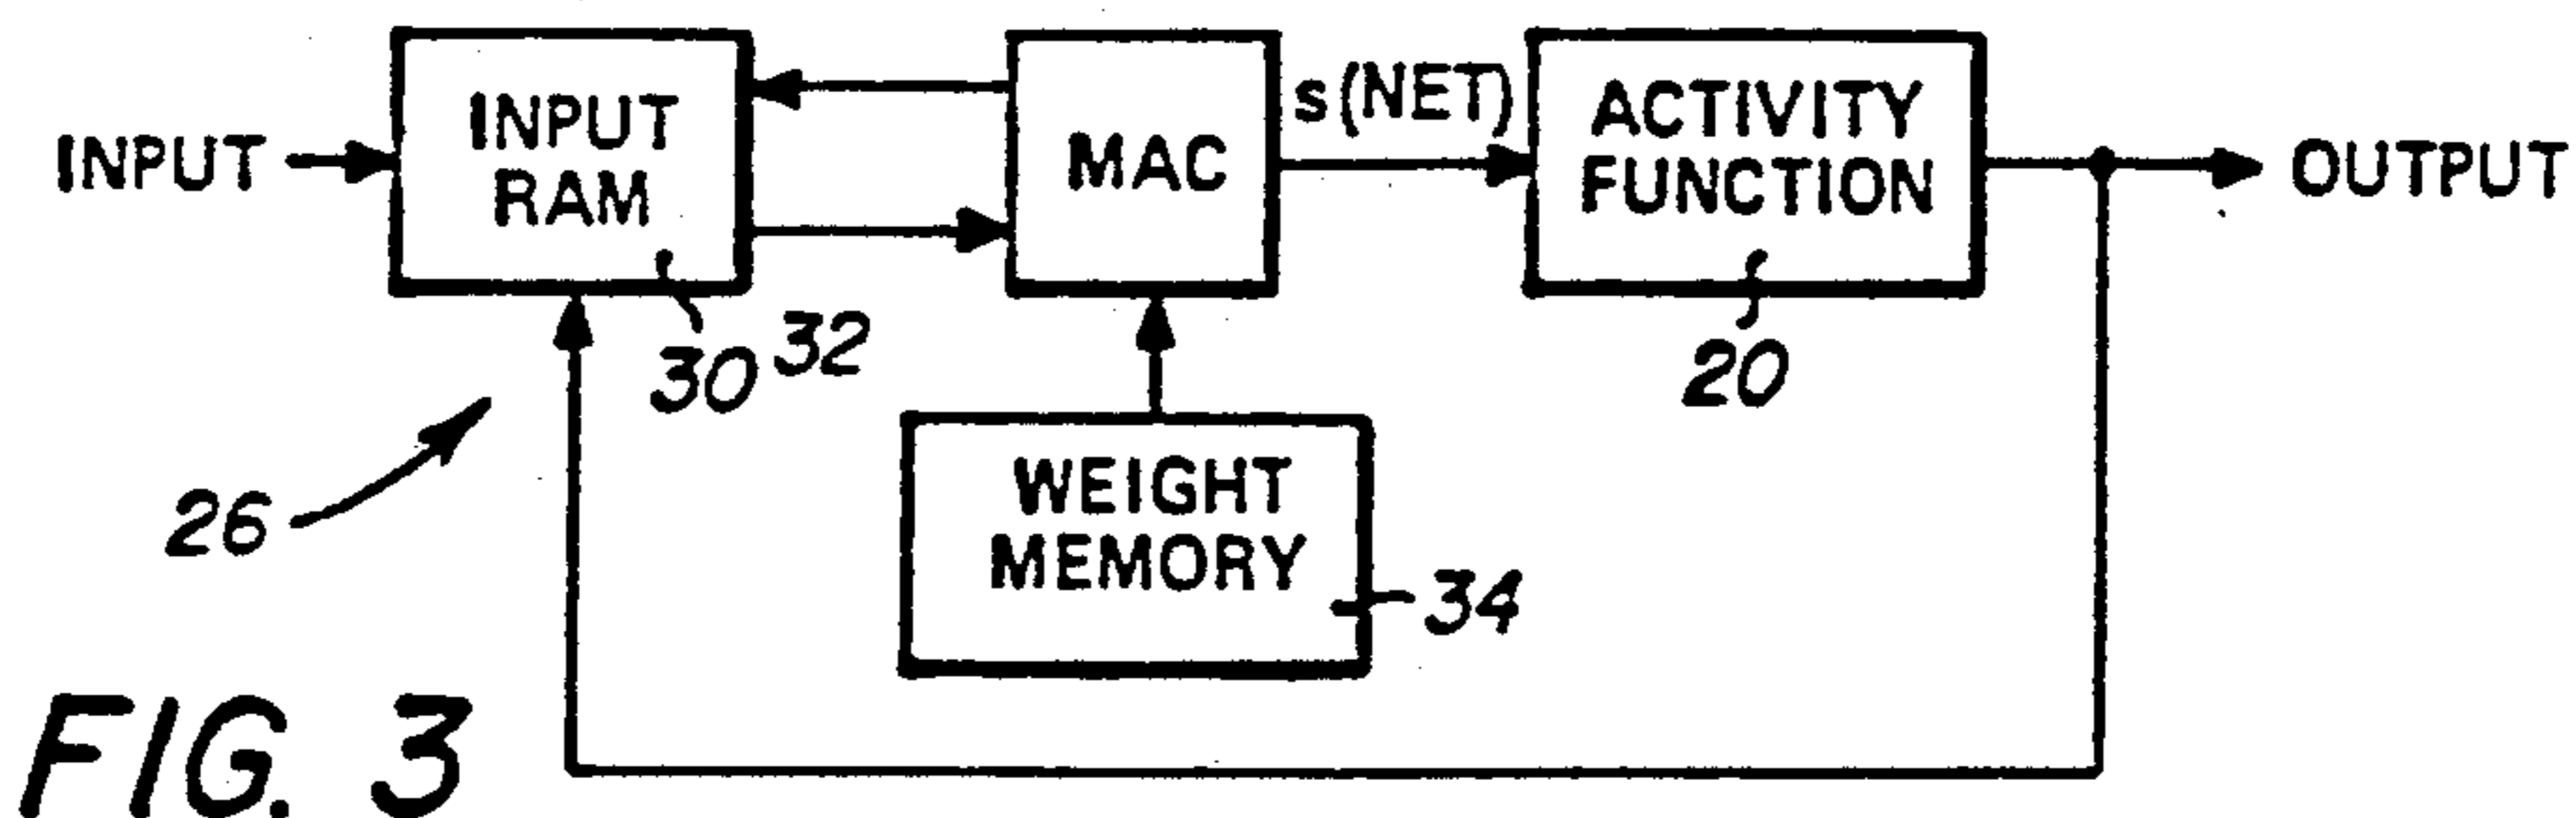 INPUT
INPUT
RAM
MAC
s(NET)
ACTIVITY
FUNCTION
OUTPUT
30
32
20
26
WEIGHT
MEMORY
34
FIG. 3